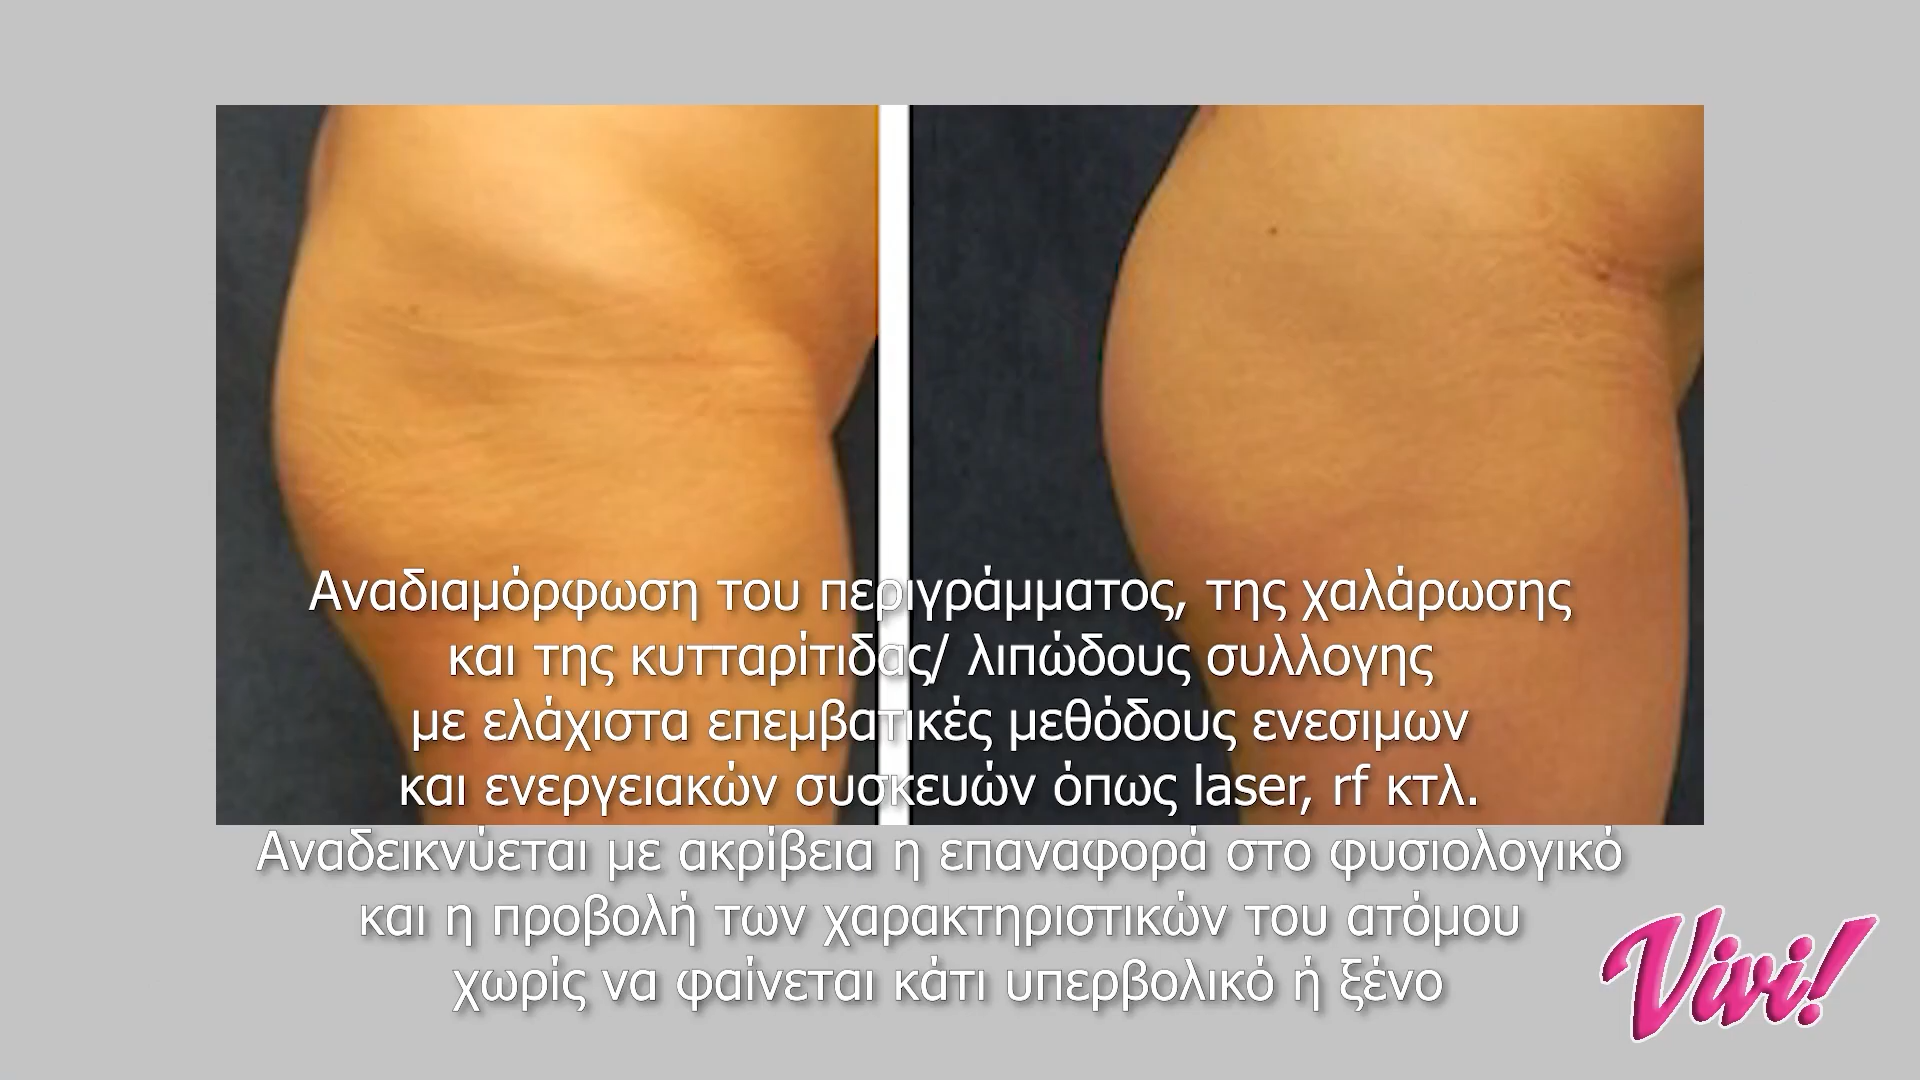 Αναδιαμόρφωση του περιγράμματος, της χαλάρωσης
και της κυτταρίτιδας/ λιπώδους συλλογης
με ελάχιστα επεμβατικές μεθόδους ενεσιμων
και ενεργειακών συσκευών όπως laser, rf κτλ.
Αναδεικνύεται με ακρίβεια η επαναφορά στο φυσιολογικό
και η προβολή των χαρακτηριστικών του ατόμου
χωρίς να φαίνεται κάτι υπερβολικό ή ξένο
Vivi!